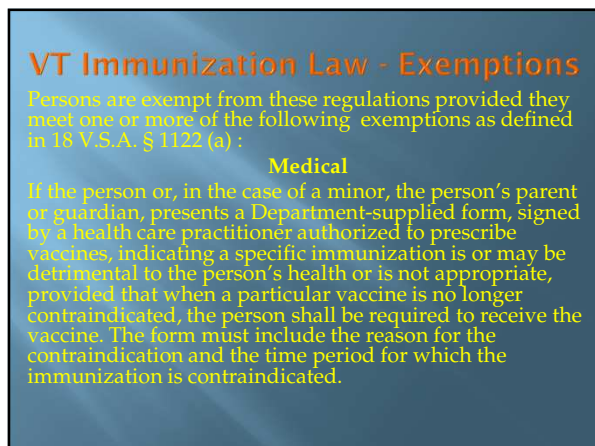 VT Immunization Law - Exemptions
Persons are exempt from these regulations provided they
meet one or more of the following  exemptions as defined
in 18 V.S.A. § 1122 (a) :
Medical
If the person or, in the case of a minor, the person's parent
or guardian, presents a Department-supplied form, signed
by a health care practitioner authorized to prescribe
vaccines, indicating a specific immunization is or may be
detrimental to the person's health or is not appropriate,
provided that when a particular vaccine is no longer
contraindicated, the person shall be required to receive the
vaccine. The form must include the reason for the
contraindication and the time period for which the
immunization is contraindicated.